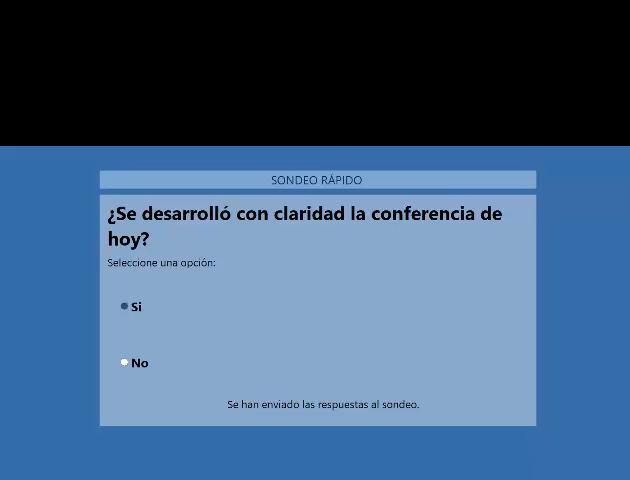 SONDEO RÁPIDO
¿Se desarrolló con claridad la conferencia de
hoy?
Seleccione una opción:
Si
No
Se han enviado las respuestas al sondeo.